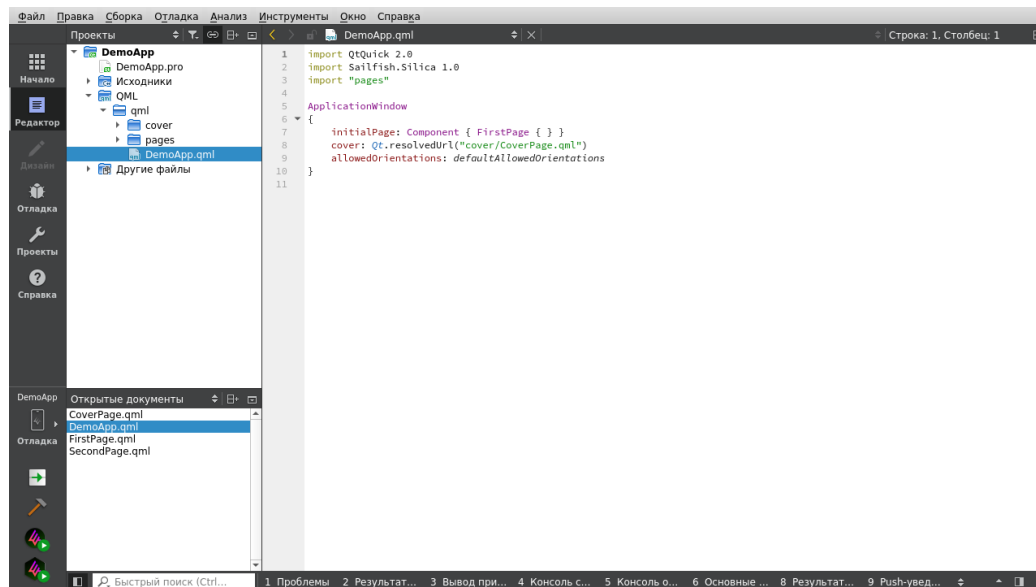 Файл Правка Сборка Отладка Анализ Инструменты Окно Справка
Проекты
DemoApp.qml
Строка: 1, Столбец: 1
Начало
Редактор
Дизайн
Отладка
Проекты
Справка
DemoApp
Отладка
DemoApp
DemoApp.pro
Исходники
QML
qml
cover
pages
DemoApp.qml
Другие файлы
Открытые документы
CoverPage.qml
DemoApp.qml
FirstPage.qml
SecondPage.qml
1 import QtQuick 2.0
2 import Sailfish.Silica 1.0
3 import "pages"
4
5 ApplicationWindow
6 {
7 initialPage: Component { FirstPage { } }
8 cover: Qt.resolvedUrl("cover/CoverPage.qml")
9 allowedOrientations: defaultAllowedOrientations
10 }
11
Быстрый поиск (Ctrl... 1 Проблемы 2 Результат... 3 Вывод при... 4 Консоль с... 5 Консоль о... 6 Основные ... 8 Результат... 9 Push-увед...